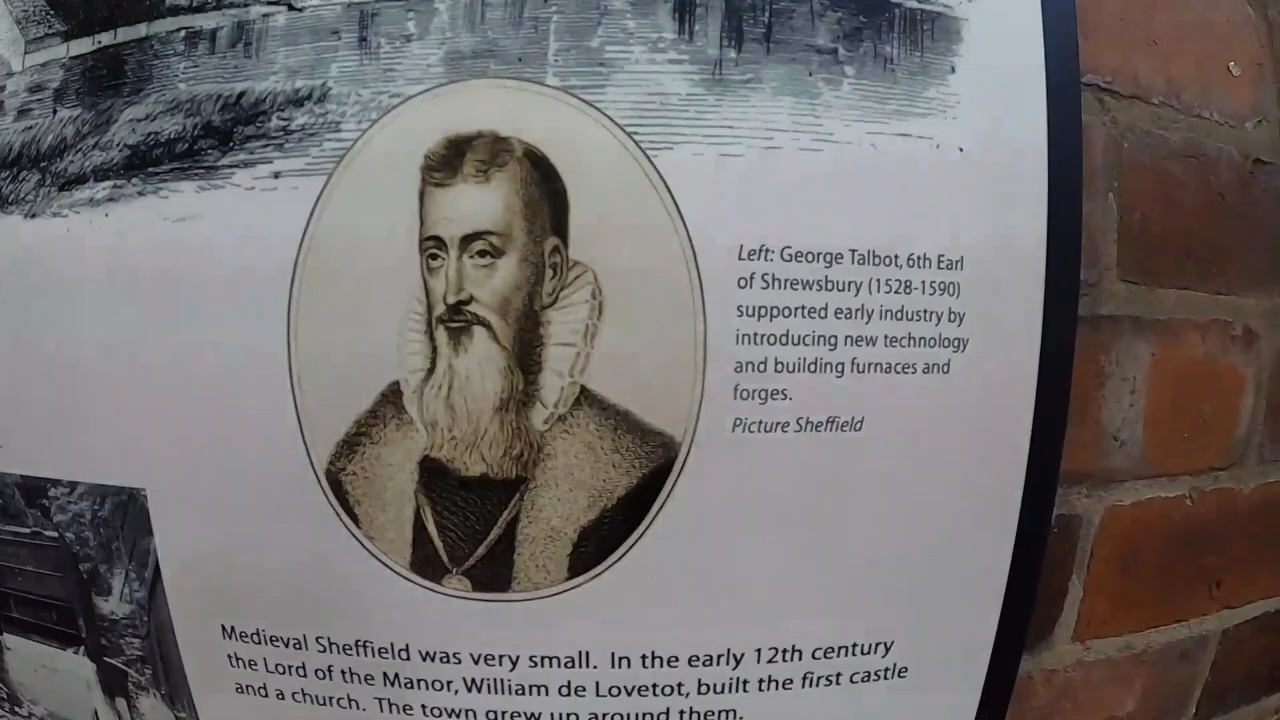 Left: George Talbot, 6th Earl
of Shrewsbury (1528-1590)
supported early industry by
introducing new technology
and building furnaces and
forges.
Picture Sheffield
Medieval Sheffield was very small. In the early 12th century
the Lord of the Manor, William de Lovetot, built the first castle
and a church. The town grew up around them.